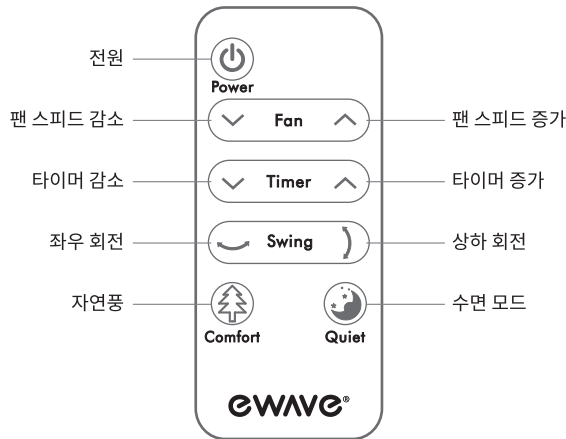 전원
Power
팬 스피드 감소
Fan
팬 스피드 증가
타이머 감소
Timer
타이머 증가
좌우 회전
Swing
상하 회전
자연풍
수면 모드
Comfort
Quiet
ewave®